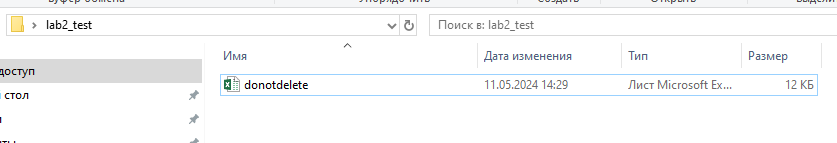 lab2_test
Поиск в: lab2_test
Имя Дата изменения Тип Размер
доступ
donotdelete 11.05.2024 14:29 Лист Microsoft Ex... 12 КБ
стол